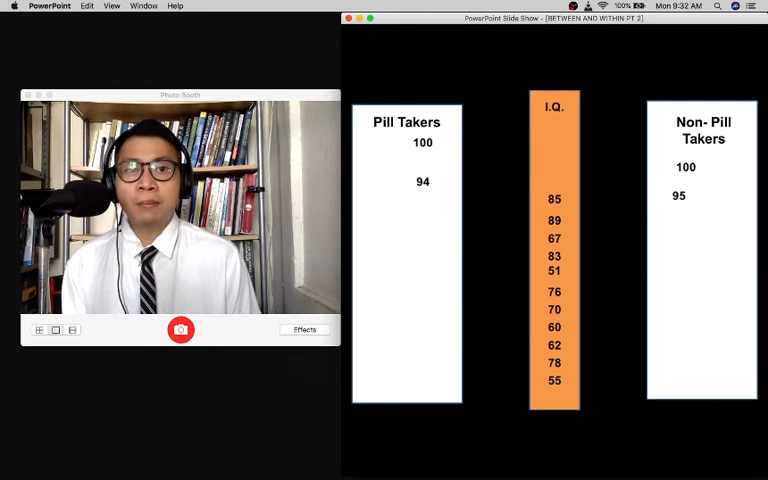 PowerPoint Edit View Window Help
100% Mon 9:32 AM
PowerPoint Slide Show - [BETWEEN AND WITHIN PT 2]
Photo Booth
Effects
Pill Takers
100
94
I.Q.
85
89
67
83
51
76
70
60
62
78
55
Non- Pill
Takers
100
95